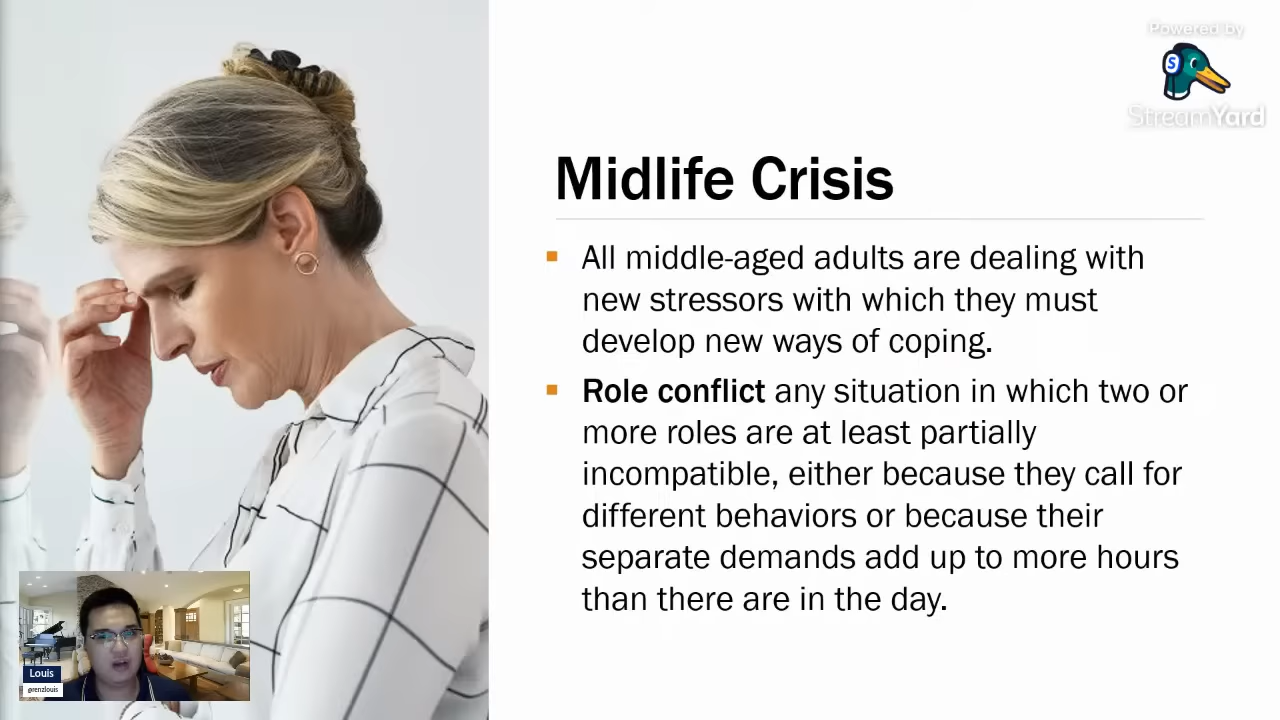 Powered by
S
StreamYard
Midlife Crisis
All middle-aged adults are dealing with
new stressors with which they must
develop new ways of coping.
Role conflict any situation in which two or
more roles are at least partially
incompatible, either because they call for
different behaviors or because their
separate demands add up to more hours
than there are in the day.
Louis
@renzlouis